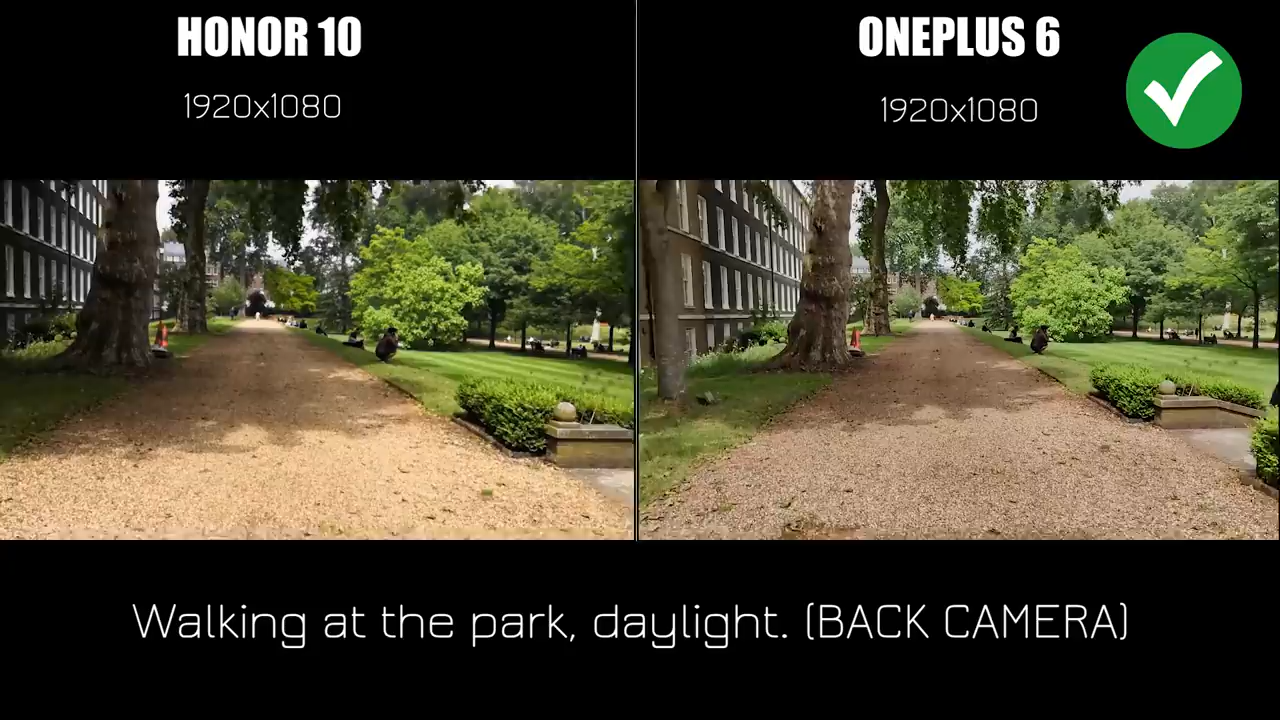 HONOR 10
1920x1080
ONEPLUS 6
1920x1080
Walking at the park, daylight. (BACK CAMERA)